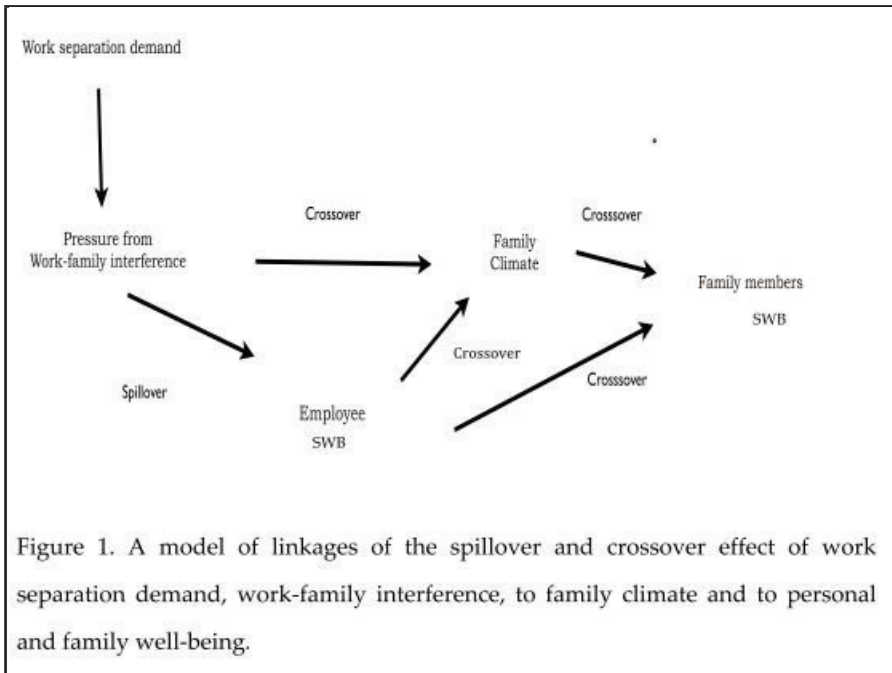 Work separation demand
Crossover
Crosssover
Pressure from
Work-family interference
Family
Climate
Family members
SWB
Crossover
Crosssover
Spillover
Employee
SWB
Figure 1. A model of linkages of the spillover and crossover effect of work
separation demand, work-family interference, to family climate and to personal
and family well-being.